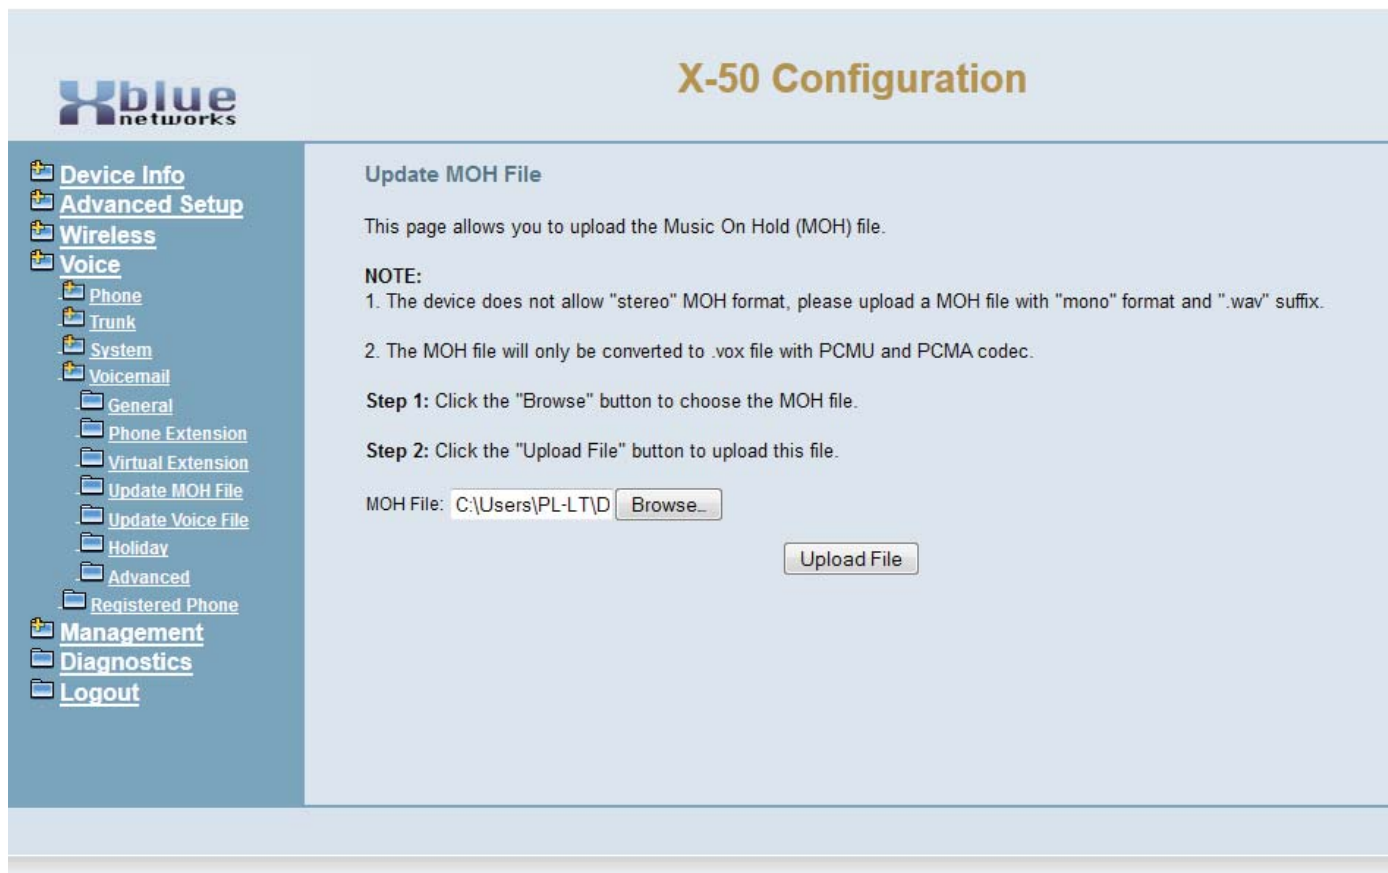 Xblue
networks
X-50 Configuration
Device Info
Advanced Setup
Wireless
Voice
Phone
Trunk
System
Voicemail
General
Phone Extension
Virtual Extension
Update MOH File
Update Voice File
Holiday
Advanced
Registered Phone
Management
Diagnostics
Logout
Update MOH File
This page allows you to upload the Music On Hold (MOH) file.
NOTE:
1. The device does not allow "stereo" MOH format, please upload a MOH file with "mono" format and ".wav" suffix.
2. The MOH file will only be converted to .vox file with PCMU and PCMA codec.
Step 1: Click the "Browse" button to choose the MOH file.
Step 2: Click the "Upload File" button to upload this file.
MOH File: C:\Users\PL-LT\D Browse...
Upload File